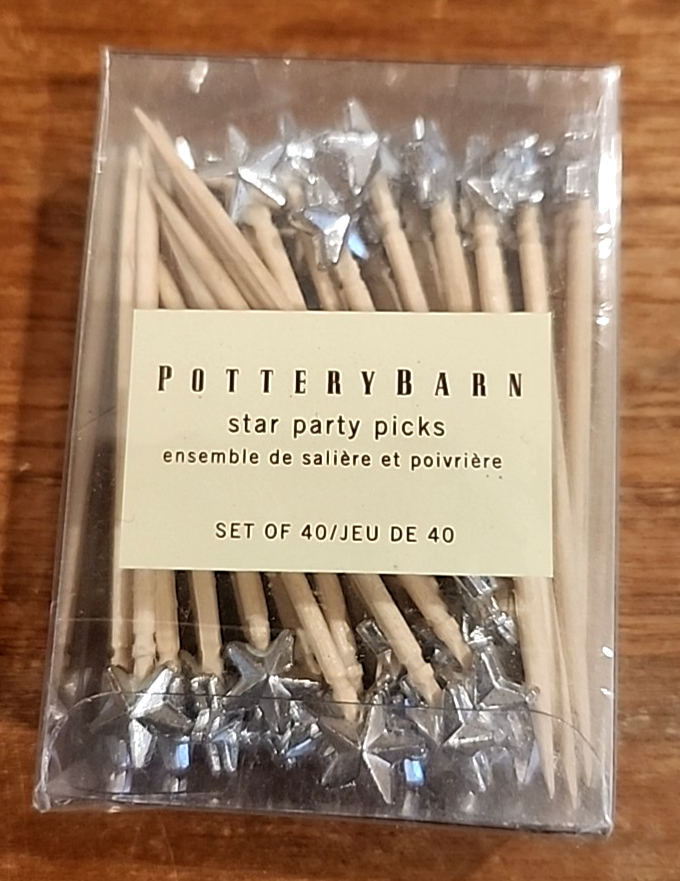 POTTERYBARN
star party picks
ensemble de salière et poivrière
SET OF 40/JEU DE 40